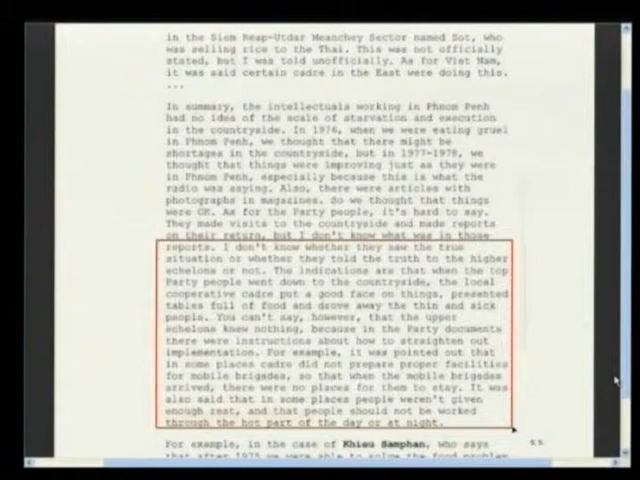 in the Siem Reap-Utdar Meanchey Sector named Sot, who
was selling rice to the Thai. This was not officially
stated, but I was told unofficially. As for Viet Nam,
it was said certain cadre in the East were doing this.
...
In summary, the intellectuals working in Phnom Penh
had no idea of the scale of starvation and execution
in the countryside. In 1976, when we were eating gruel
in Phnom Penh, we thought that there might be
shortages in the countryside, but in 1977-1978, we
thought that things were improving just as they were
in Phnom Penh, especially because this is what the
radio was saying. Also, there were articles with
photographs in magazines. So we thought that things
were OK. As for the Party people, it's hard to say.
They made visits to the countryside and made reports
on their return, but I don't know what was in those
reports. I don't know whether they saw the true
situation or whether they told the truth to the higher
echelons or not. The indications are that when the top
Party people went down to the countryside, the local
cooperative cadre put a good face on things, presented
tables full of food and drove away the thin and sick
people. You can't say, however, that the upper
echelons knew nothing, because in the Party documents
there were instructions about how to straighten out
implementation. For example, it was pointed out that
in some places cadre did not prepare proper facilities
for mobile brigades, so that when the mobile brigades
arrived, there were no places for them to stay. It was
also said that in some places people weren't given
enough rest, and that people should not be worked
through the hot part of the day or at night.
For example, in the case of Khieu Samphan, who says
that after 1975 we were able to solve the food problem